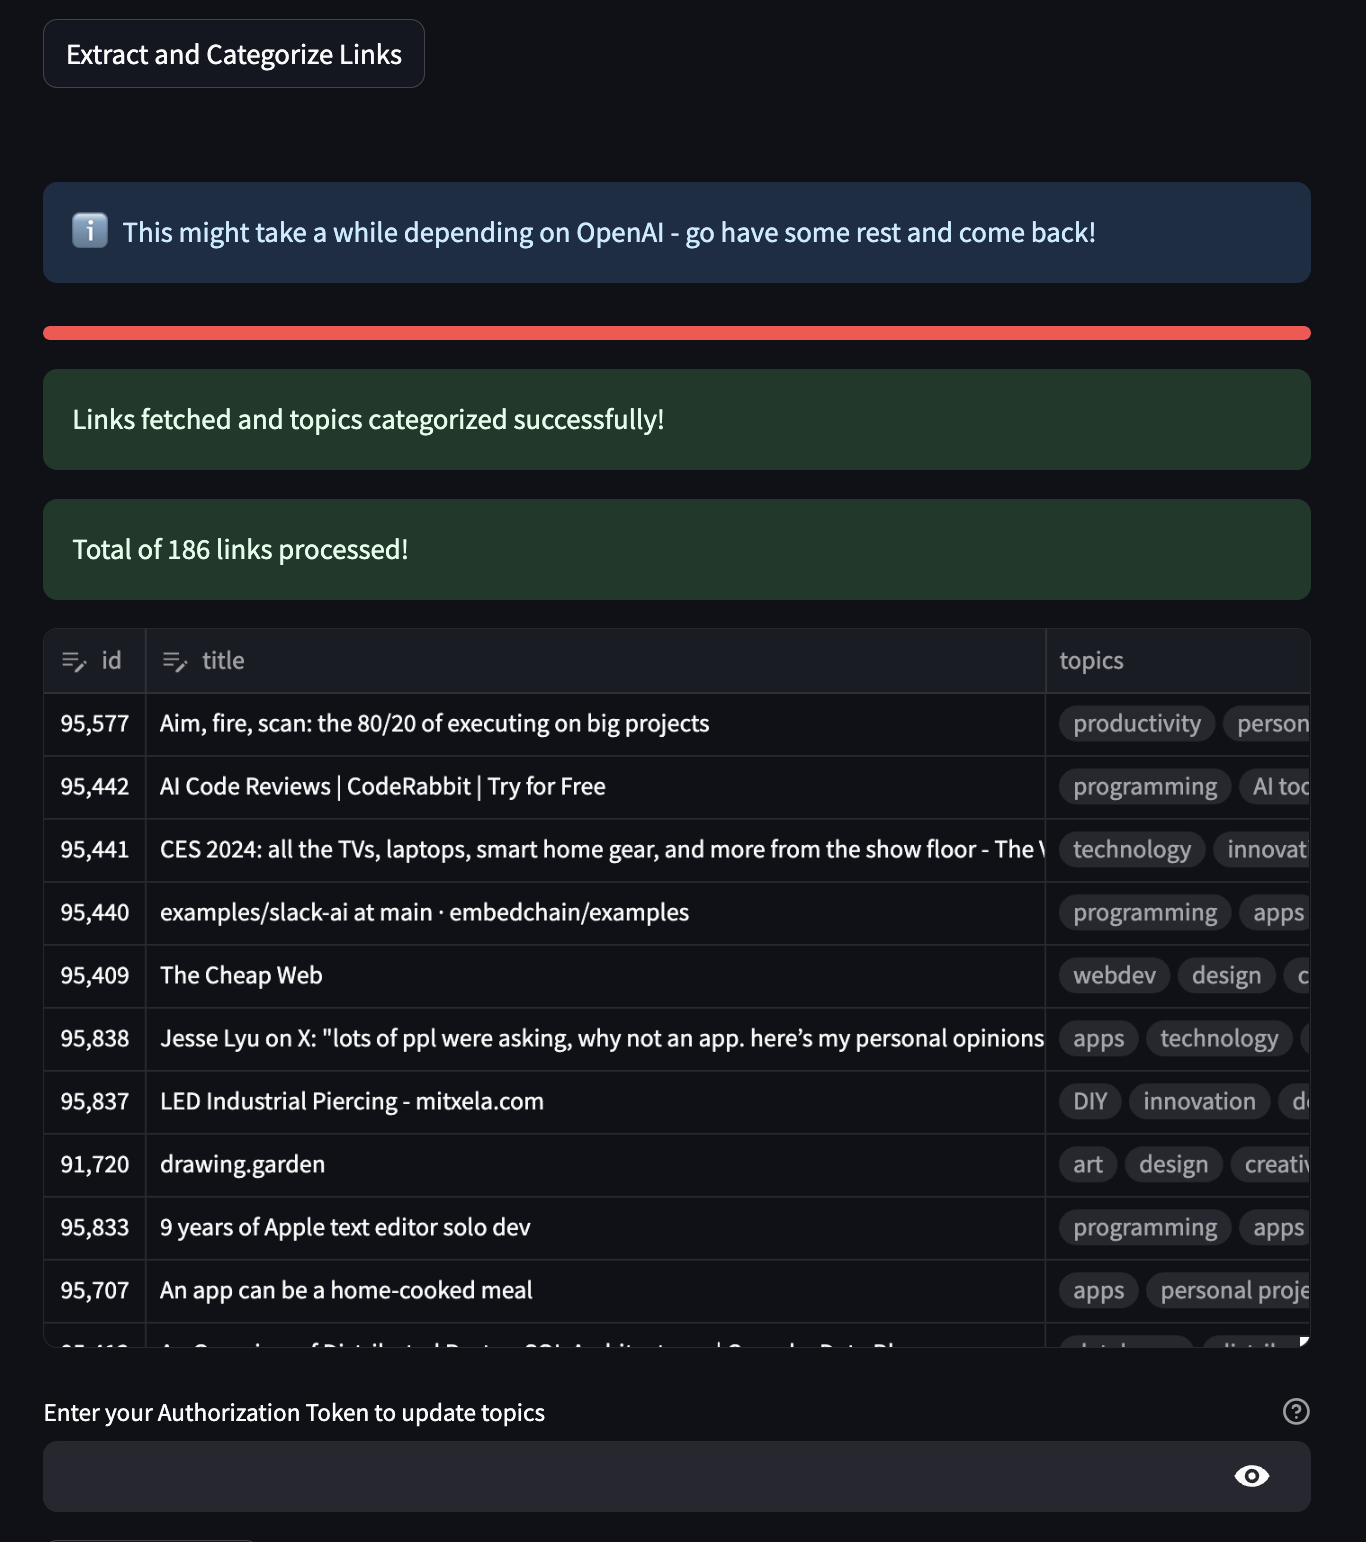 Extract and Categorize Links
This might take a while depending on OpenAI - go have some rest and come back!
Links fetched and topics categorized successfully!
Total of 186 links processed!
id title topics
95,577 Aim, fire, scan: the 80/20 of executing on big projects productivity person
95,442 AI Code Reviews | CodeRabbit | Try for Free programming AI too
95,441 CES 2024: all the TVs, laptops, smart home gear, and more from the show floor - The V technology innovat
95,440 examples/slack-ai at main · embedchain/examples programming apps
95,409 The Cheap Web webdev design c
95,838 Jesse Lyu on X: "lots of ppl were asking, why not an app. here’s my personal opinions apps technology
95,837 LED Industrial Piercing - mitxela.com DIY innovation de
91,720 drawing.garden art design creativ
95,833 9 years of Apple text editor solo dev programming apps
95,707 An app can be a home-cooked meal apps personal proje
Enter your Authorization Token to update topics